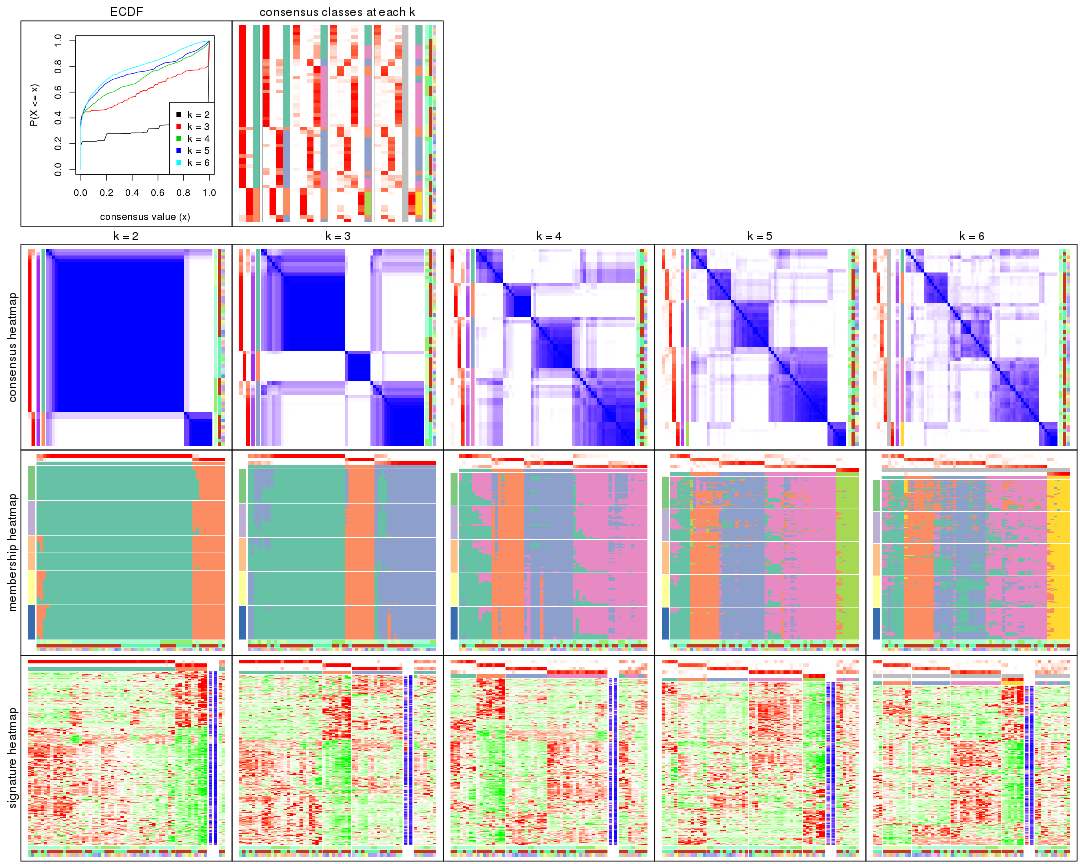 ECDF
consensus classes at each k
P(X <= x)
0.0
0.2
0.4
0.6
0.8
1.0
k = 2
k = 3
k = 4
k = 5
k = 6
0.0 0.2 0.4 0.6 0.8 1.0
consensus value (x)
k = 2
k = 3
k = 4
k = 5
k = 6
consensus heatmap
membership heatmap
signature heatmap